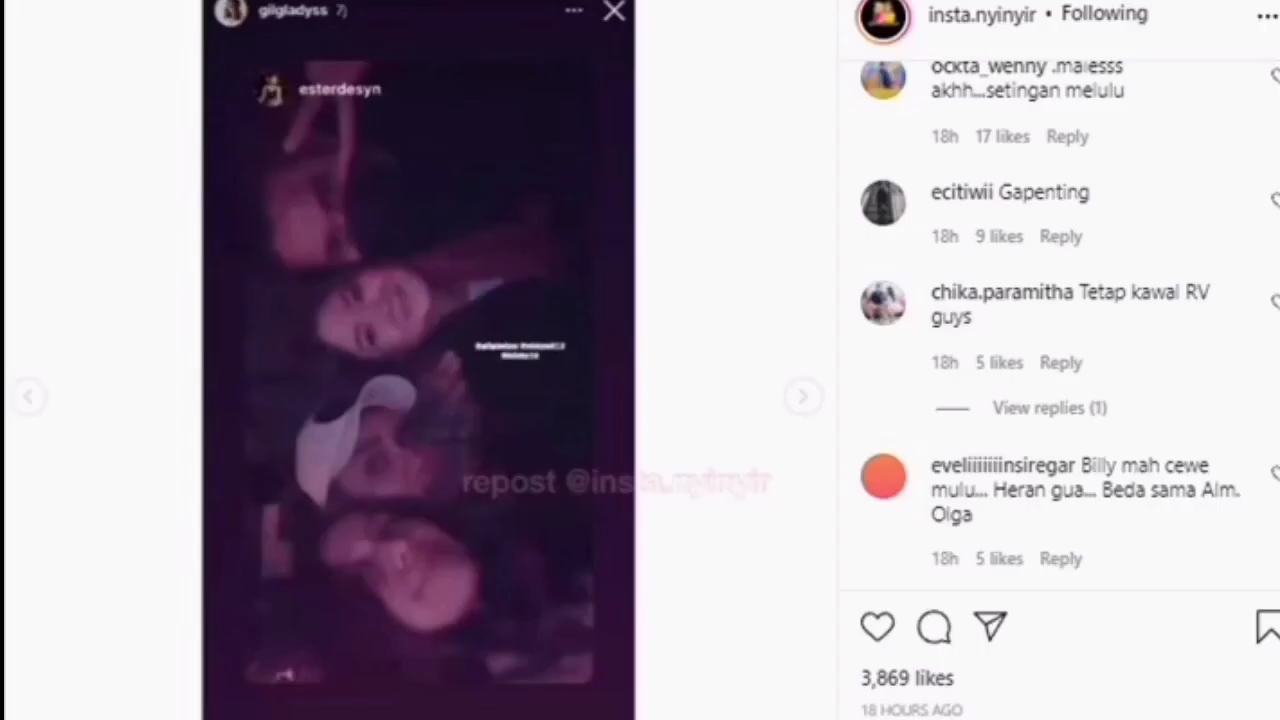 gilgladyss 7j
esterdesyn
repost @insta.nyinyir
insta.nyinyir • Following
ockta_wenny .malesss
akhh...setingan melulu
18h 17 likes Reply
ecitiwii Gapenting
18h 9 likes Reply
chika.paramitha Tetap kawal RV
guys
18h 5 likes Reply
View replies (1)
eveliiiiiiinsiregar Billy mah cewe
mulu... Heran gua... Beda sama Alm.
Olga
18h 5 likes Reply
3,869 likes
18 HOURS AGO